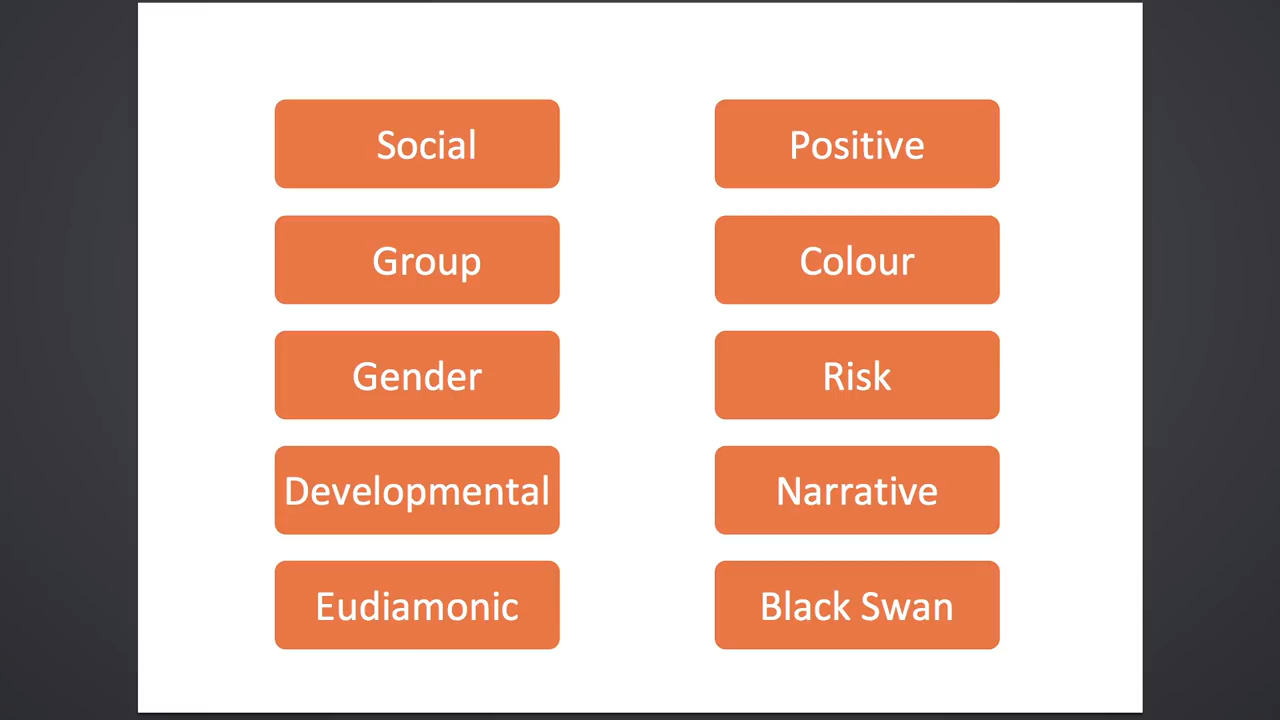 Social
Group
Gender
Developmental
Eudiamonic
Positive
Colour
Risk
Narrative
Black Swan